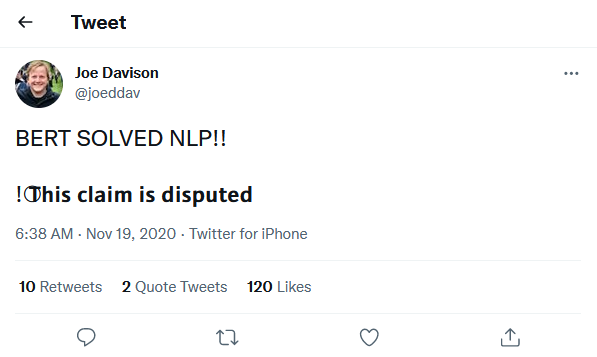 Tweet
Joe Davison
@joeddav
BERT SOLVED NLP!!
!⃝ This claim is disputed
6:38 AM · Nov 19, 2020 · Twitter for iPhone
10 Retweets 2 Quote Tweets 120 Likes